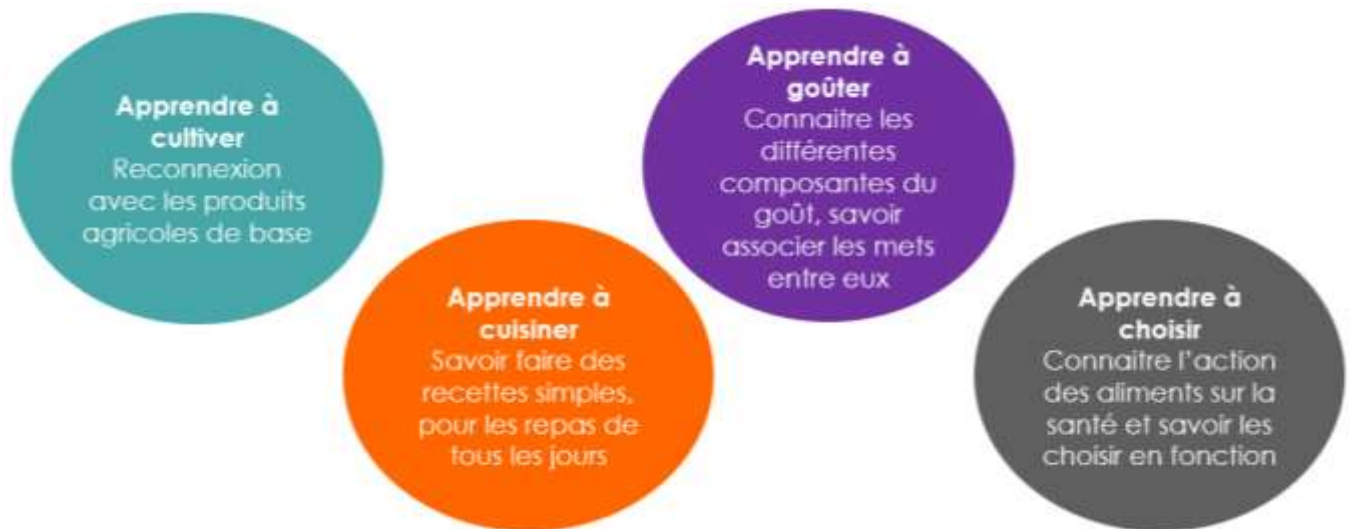 Apprendre à
cultiver
Reconnexion
avec les produits
agricoles de base
Apprendre à
cuisiner
Savoir faire des
recettes simples,
pour les repas de
tous les jours
Apprendre à
goûter
Connaitre les
différentes
composantes du
goût, savoir
associer les mets
entre eux
Apprendre à
choisir
Connaitre l'action
des aliments sur la
santé et savoir les
choisir en fonction